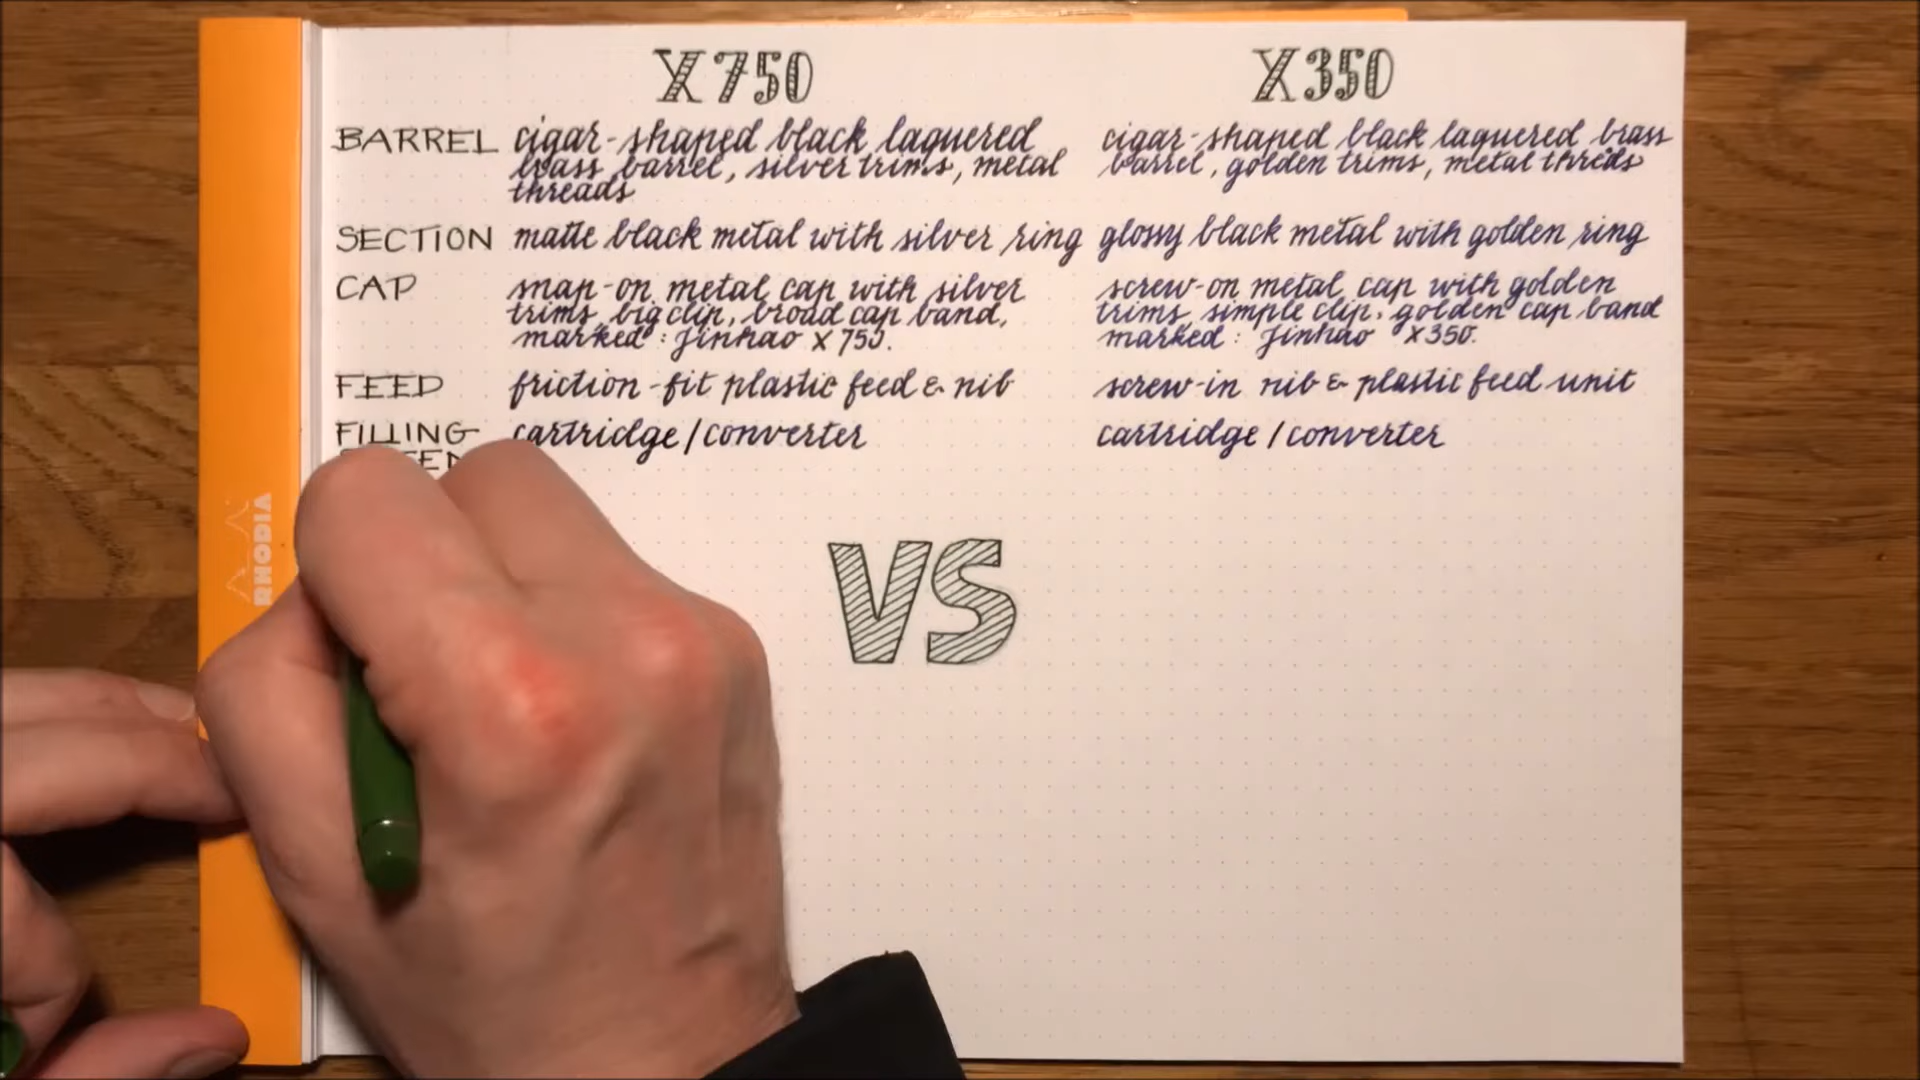 X750 X350
BARREL cigar-shaped black laquered cigar-shaped black laquered brass
brass barrel, silver trims, metal barrel, golden trims, metal threds
threads
SECTION matte black metal with silver ring glossy black metal with golden ring
CAP snap-on metal cap with silver screw-on metal cap with golden
trims, big clip, broad cap band, trims, simple clip, golden cap band
marked: Jinhao x 750. marked: Jinhao x350.
FEED friction-fit plastic feed & nib screw-in nib & plastic feed unit
FILLING cartridge/converter cartridge/converter
VS
RHODIA